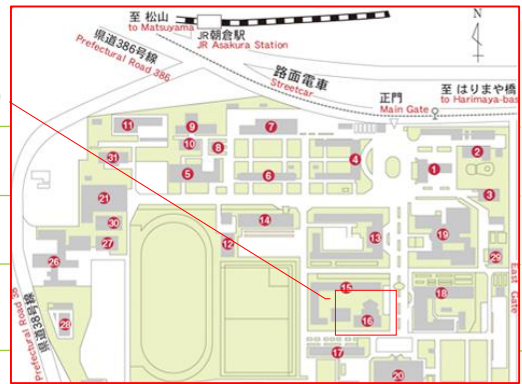 至 松山
to Matsuyama
JR朝倉駅
JR Asakura Station
N
県道386号線
Prefectural Road 386
路面電車
Streetcar
正門
Main Gate
至 はりまや橋
to Harimaya-bas
11
9
7
10
8
4
2
31
1
5
6
3
21
14
30
12
13
19
27
26
29
15
18
28
16
East Gate
県道38号線
Prefectural Road 38
17
20